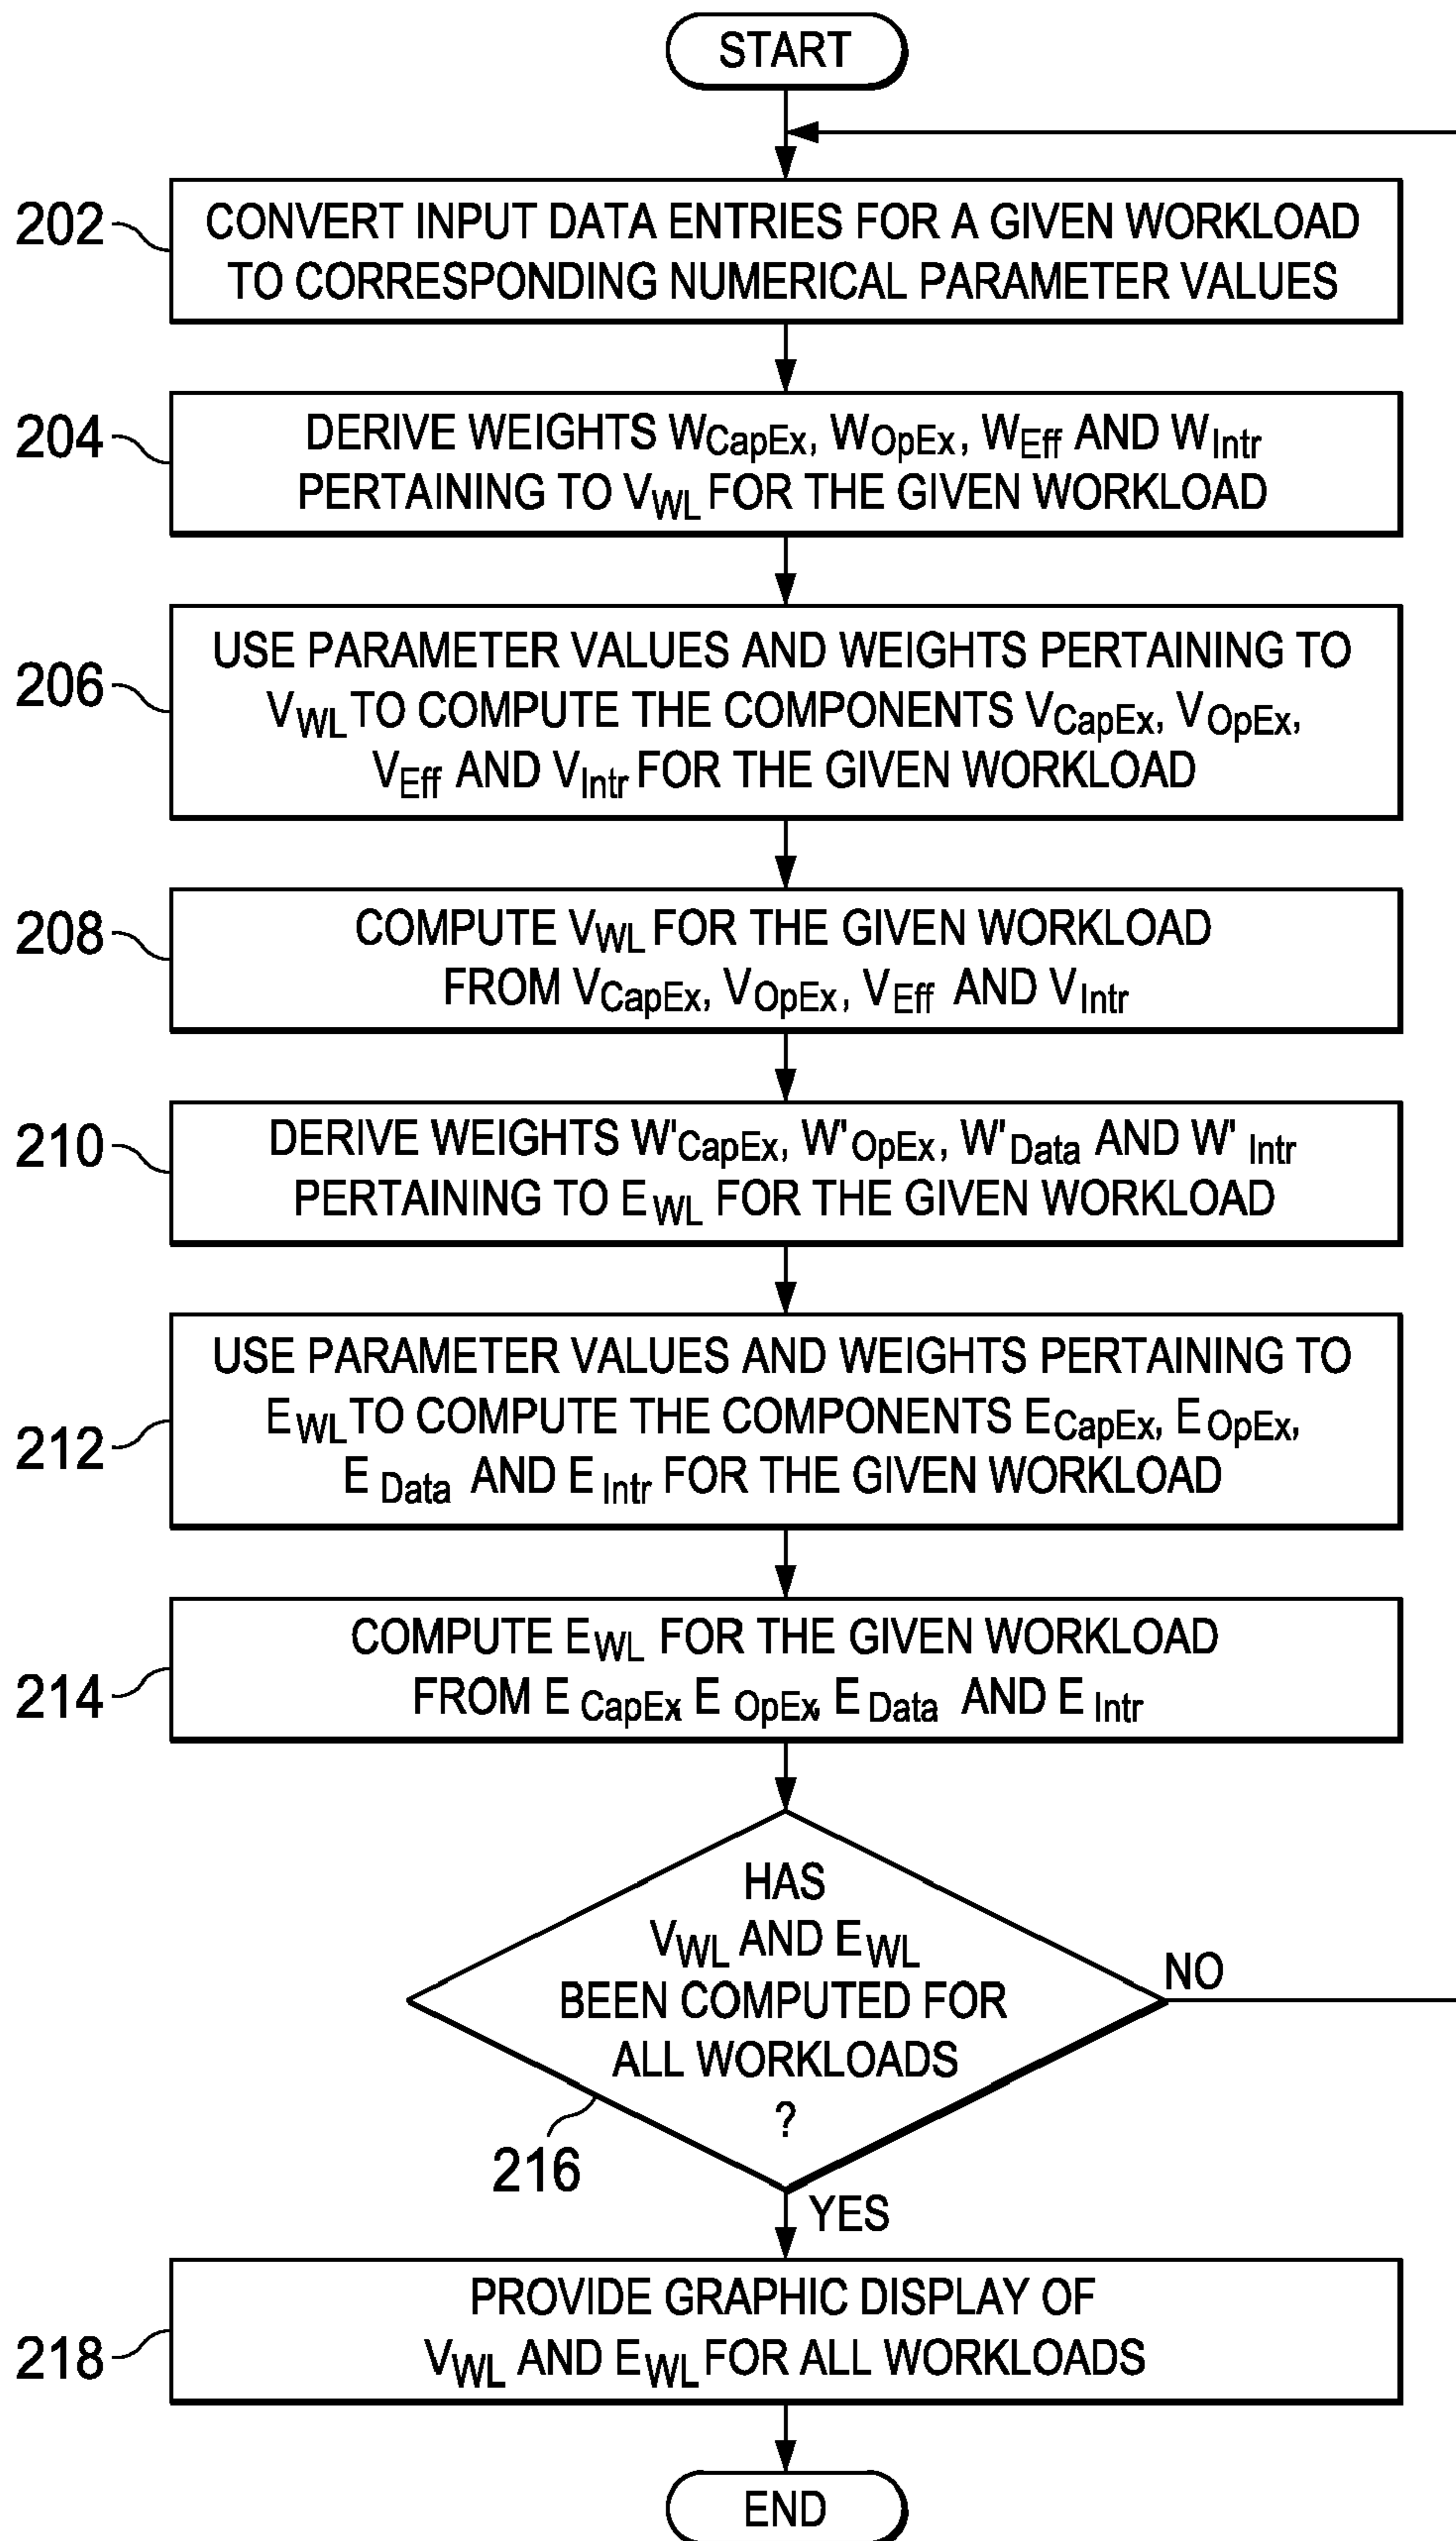 START
202
CONVERT INPUT DATA ENTRIES FOR A GIVEN WORKLOAD
TO CORRESPONDING NUMERICAL PARAMETER VALUES
204
DERIVE WEIGHTS WCapEx, WOpEx, WEff AND WIntr
PERTAINING TO VWL FOR THE GIVEN WORKLOAD
206
USE PARAMETER VALUES AND WEIGHTS PERTAINING TO
VWL TO COMPUTE THE COMPONENTS VCapEx, VOpEx,
VEff AND VIntr FOR THE GIVEN WORKLOAD
208
COMPUTE VWL FOR THE GIVEN WORKLOAD
FROM VCapEx, VOpEx, VEff AND VIntr
210
DERIVE WEIGHTS W'CapEx, W'OpEx, W'Data AND W'Intr
PERTAINING TO EWL FOR THE GIVEN WORKLOAD
212
USE PARAMETER VALUES AND WEIGHTS PERTAINING TO
EWL TO COMPUTE THE COMPONENTS ECapEx, EOpEx,
EData AND EIntr FOR THE GIVEN WORKLOAD
214
COMPUTE EWL FOR THE GIVEN WORKLOAD
FROM ECapEx, EOpEx, EData AND EIntr
HAS
VWL AND EWL
BEEN COMPUTED FOR
ALL WORKLOADS
?
NO
216
YES
218
PROVIDE GRAPHIC DISPLAY OF
VWL AND EWL FOR ALL WORKLOADS
END